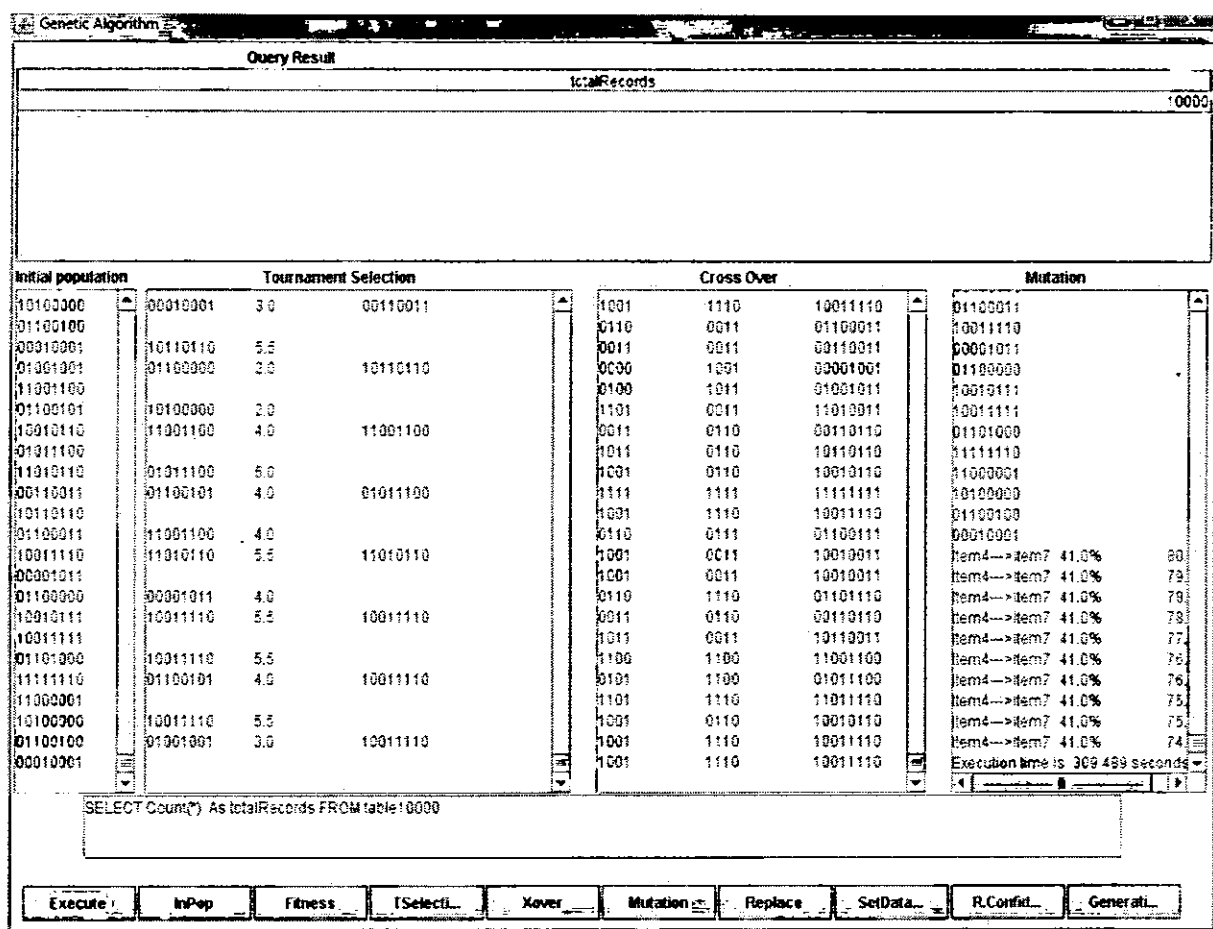 Genetic Algorithm
Query Result
totalRecords
10000
Initial population
Tournament Selection
Cross Over
Mutation
10100000 00010001 3.0 00110011 1001 1110 10011110 01100011
01100100 0110 0011 01100011 10011110
00010001 10110110 5.5 0011 0011 00110011 00001011
01001001 01100000 2.0 10110110 0000 1001 00001001 01100000
11001100 0100 1011 01001011 10010111
01100101 10100000 2.0 1101 0011 11010011 10011111
10010110 11001100 4.0 11001100 0011 0110 00110110 01101000
01011100 1011 0110 10110110 11111110
11010110 01011100 5.0 1001 0110 10010110 11000001
00110011 01100101 4.0 01011100 1111 1111 11111111 10100000
10110110 1001 1110 10011110 01100100
01100011 11001100 4.0 0110 0111 01100111 00010001
10011110 11010110 5.5 11010110 1001 0011 10010011 Item4--->Item7 41.0% 80
00001011 1001 0011 10010011 Item4--->Item7 41.0% 79
01100000 00001011 4.0 0110 1110 01101110 Item4--->Item7 41.0% 79
10010111 10011110 5.5 10011110 0011 0110 00110110 Item4--->Item7 41.0% 78
10011111 1011 0011 10110011 Item4--->Item7 41.0% 77
01101000 10011110 5.5 1100 1100 11001100 Item4--->Item7 41.0% 76
11111110 01100101 4.0 10011110 0101 1100 01011100 Item4--->Item7 41.0% 76
11000001 1101 1110 11011110 Item4--->Item7 41.0% 75
10100000 10011110 5.5 1001 0110 10010110 Item4--->Item7 41.0% 75
01100100 01001001 3.0 10011110 1001 1110 10011110 Item4--->Item7 41.0% 74
00010001 1001 1110 10011110 Execution time is 309.489 seconds
SELECT Count(*) As totalRecords FROM table10000
Execute InPop Fitness TSelecti... Xover Mutation Replace SetData... R.Confid... Generati...